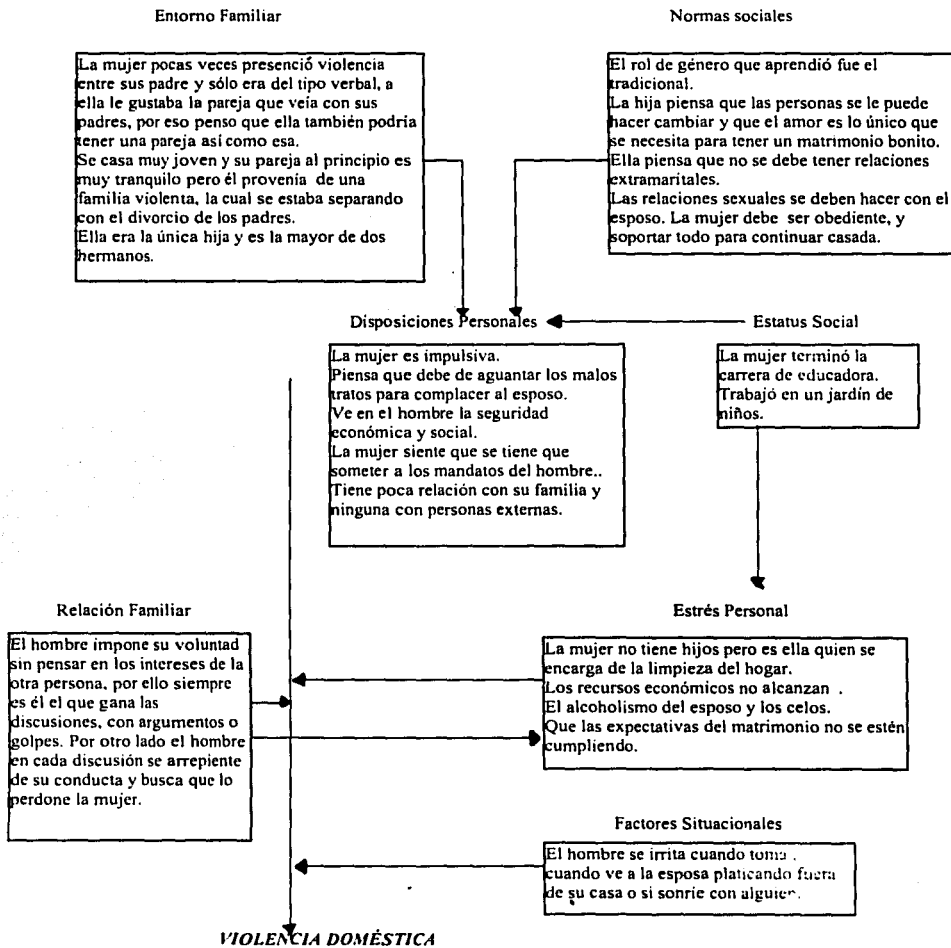 Entorno Familiar
La mujer pocas veces presenció violencia
entre sus padre y sólo era del tipo verbal, a
ella le gustaba la pareja que veía con sus
padres, por eso penso que ella también podría
tener una pareja así como esa.
Se casa muy joven y su pareja al principio es
muy tranquilo pero él provenía de una
familia violenta, la cual se estaba separando
con el divorcio de los padres.
Ella era la única hija y es la mayor de dos
hermanos.
Normas sociales
El rol de género que aprendió fue el
tradicional.
La hija piensa que las personas se le puede
hacer cambiar y que el amor es lo único que
se necesita para tener un matrimonio bonito.
Ella piensa que no se debe tener relaciones
extramaritales.
Las relaciones sexuales se deben hacer con el
esposo. La mujer debe ser obediente, y
soportar todo para continuar casada.
Disposiciones Personales
La mujer es impulsiva.
Piensa que debe de aguantar los malos
tratos para complacer al esposo.
Ve en el hombre la seguridad
económica y social.
La mujer siente que se tiene que
someter a los mandatos del hombre..
Tiene poca relación con su familia y
ninguna con personas externas.
Estatus Social
La mujer terminó la
carrera de educadora.
Trabajó en un jardín de
niños.
Relación Familiar
El hombre impone su voluntad
sin pensar en los intereses de la
otra persona, por ello siempre
es él el que gana las
discusiones, con argumentos o
golpes. Por otro lado el hombre
en cada discusión se arrepiente
de su conducta y busca que lo
perdone la mujer.
Estrés Personal
La mujer no tiene hijos pero es ella quien se
encarga de la limpieza del hogar.
Los recursos económicos no alcanzan .
El alcoholismo del esposo y los celos.
Que las expectativas del matrimonio no se estén
cumpliendo.
Factores Situacionales
El hombre se irrita cuando toma .
cuando ve a la esposa platicando fuera
de su casa o si sonríe con alguien.
VIOLENCIA DOMÉSTICA